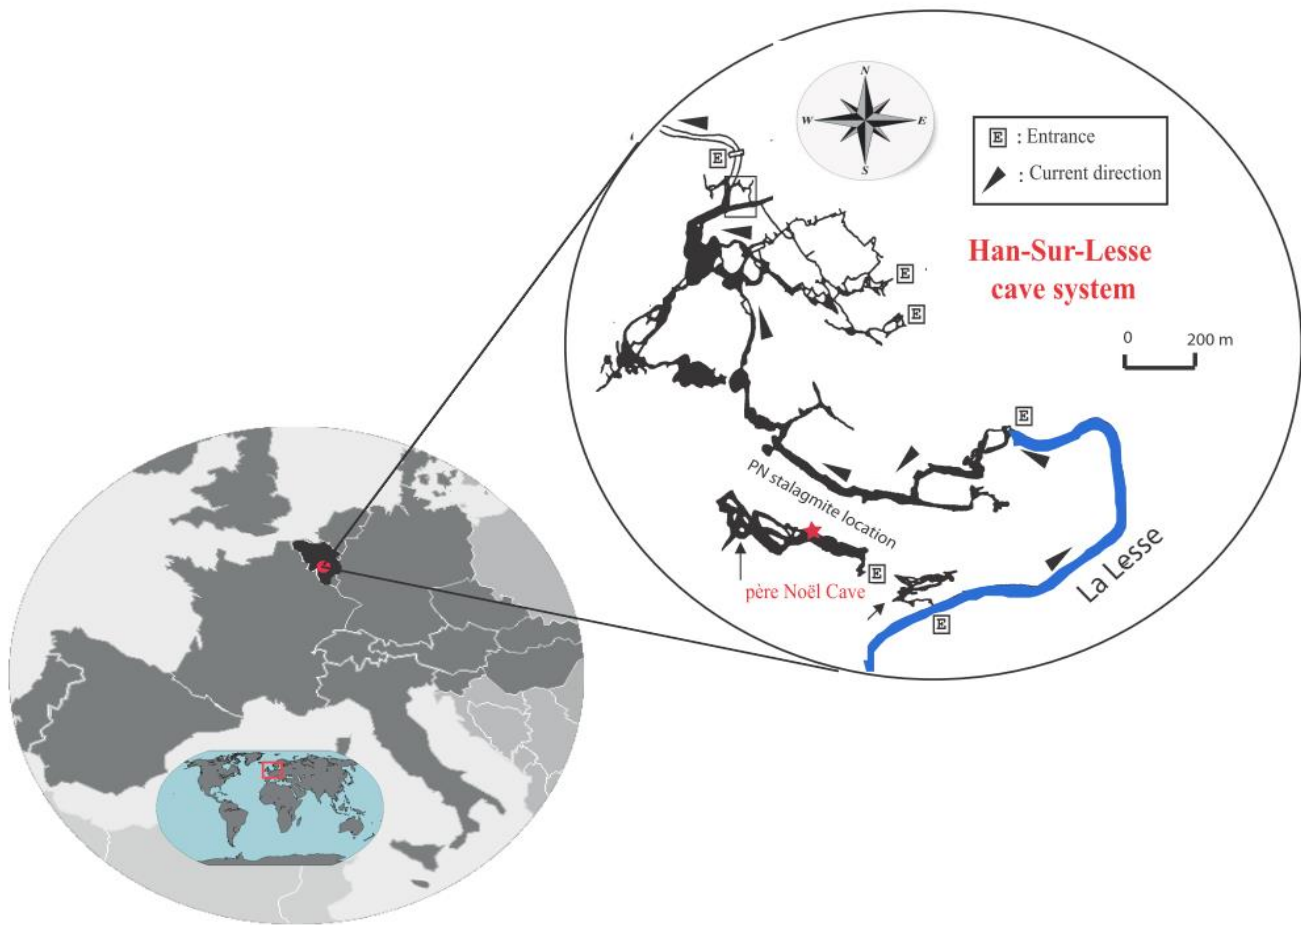 N
W
E
S
E : Entrance
: Current direction
Han-Sur-Lesse
cave system
0 200 m
E
E
E
E
PN stalagmite location
père Noël Cave
E
E
La Lesse